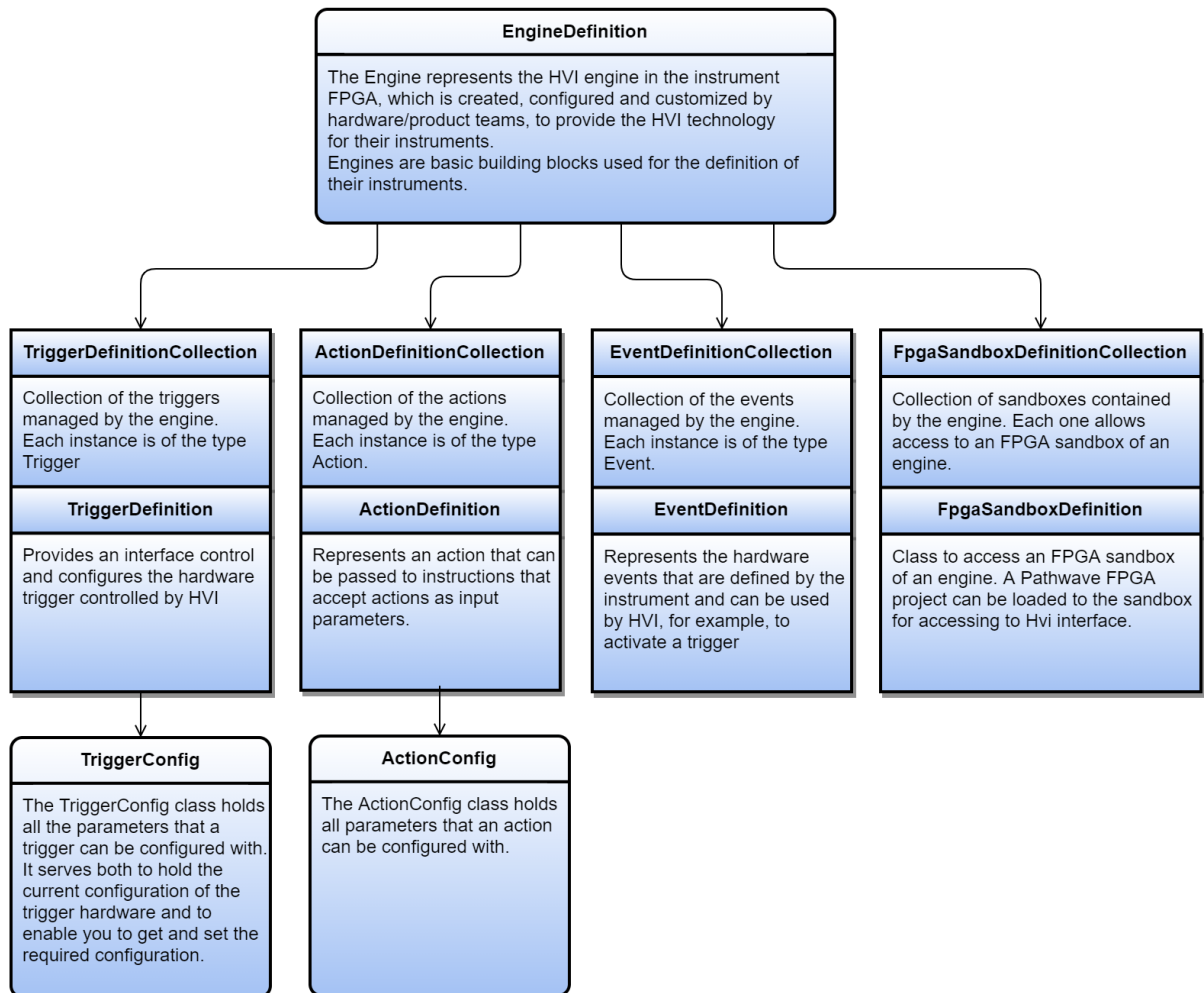 EngineDefinition
The Engine represents the HVI engine in the instrument
FPGA, which is created, configured and customized by
hardware/product teams, to provide the HVI technology
for their instruments.
Engines are basic building blocks used for the definition of
their instruments.
TriggerDefinitionCollection
Collection of the triggers
managed by the engine.
Each instance is of the type
Trigger
TriggerDefinition
Provides an interface control
and configures the hardware
trigger controlled by HVI
ActionDefinitionCollection
Collection of the actions
managed by the engine.
Each instance is of the type
Action.
ActionDefinition
Represents an action that can
be passed to instructions that
accept actions as input
parameters.
EventDefinitionCollection
Collection of the events
managed by the engine.
Each instance is of the type
Event.
EventDefinition
Represents the hardware
events that are defined by the
instrument and can be used
by HVI, for example, to
activate a trigger
FpgaSandboxDefinitionCollection
Collection of sandboxes contained
by the engine. Each one allows
access to an FPGA sandbox of an
engine.
FpgaSandboxDefinition
Class to access an FPGA sandbox
of an engine. A Pathwave FPGA
project can be loaded to the sandbox
for accessing to Hvi interface.
TriggerConfig
The TriggerConfig class holds
all the parameters that a
trigger can be configured with.
It serves both to hold the
current configuration of the
trigger hardware and to
enable you to get and set the
required configuration.
ActionConfig
The ActionConfig class holds
all parameters that an action
can be configured with.